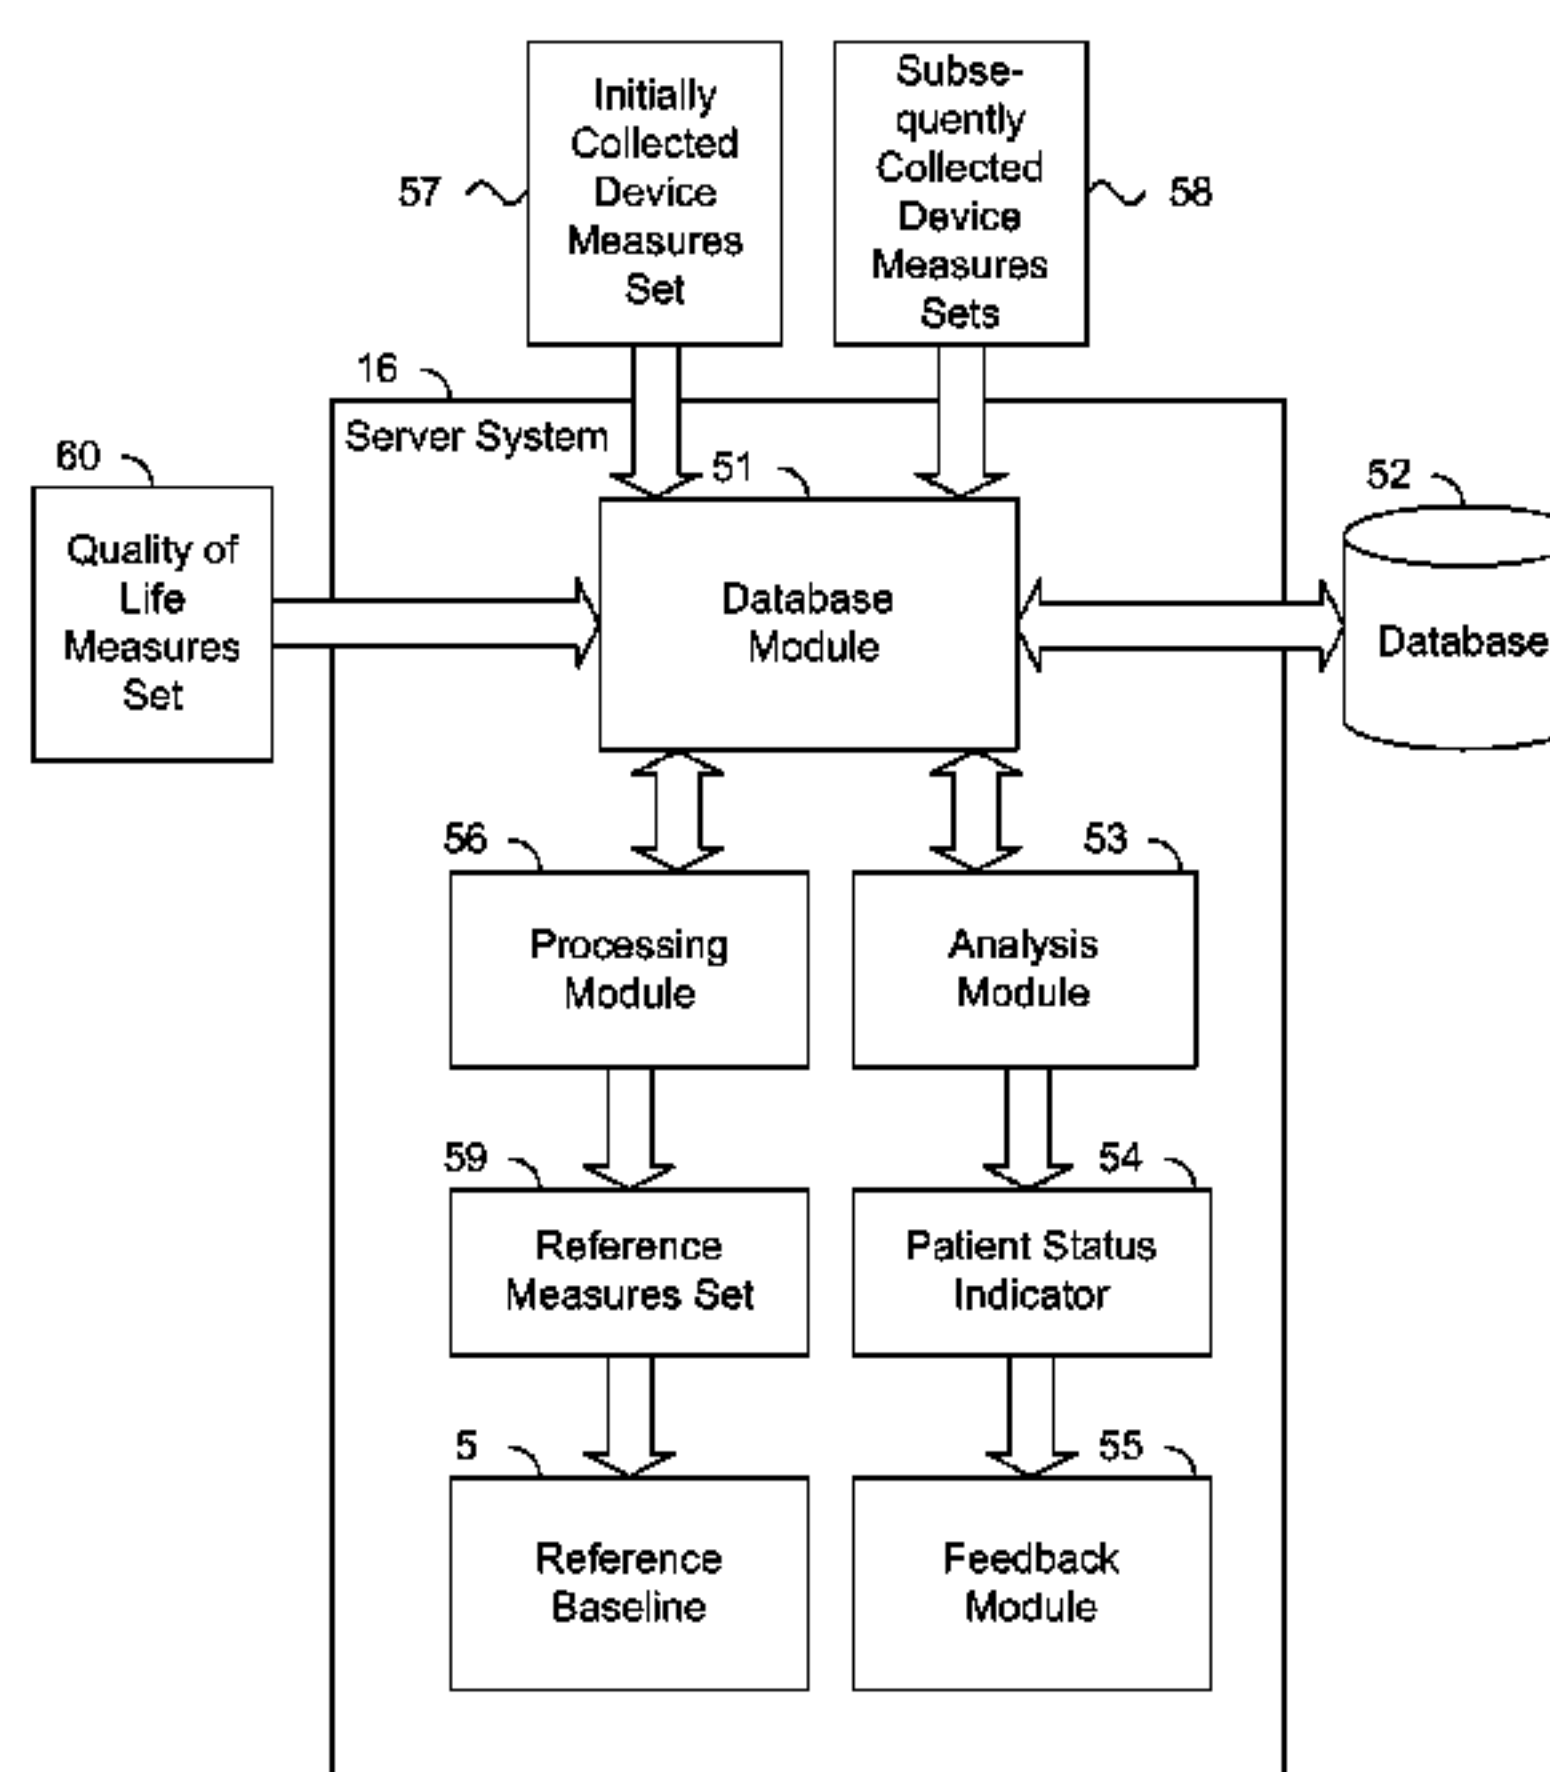 Initially
Collected
Device
Measures
Set
57
Subse-
quently
Collected
Device
Measures
Sets
58
16
Server System
60
Quality of
Life
Measures
Set
51
Database
Module
52
Database
56
Processing
Module
53
Analysis
Module
59
Reference
Measures Set
54
Patient Status
Indicator
5
Reference
Baseline
55
Feedback
Module